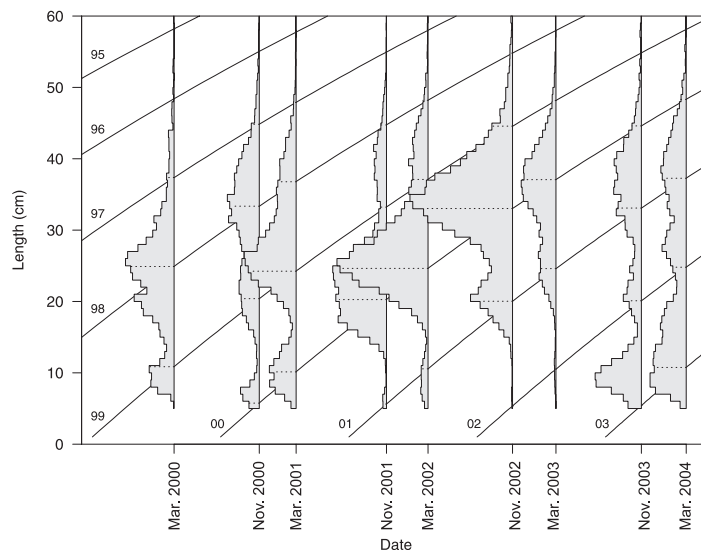 60
50
40
30
20
10
0
Length (cm)
95
96
97
98
99
00
01
02
03
Mar. 2000
Nov. 2000
Mar. 2001
Nov. 2001
Mar. 2002
Nov. 2002
Mar. 2003
Nov. 2003
Mar. 2004
Date